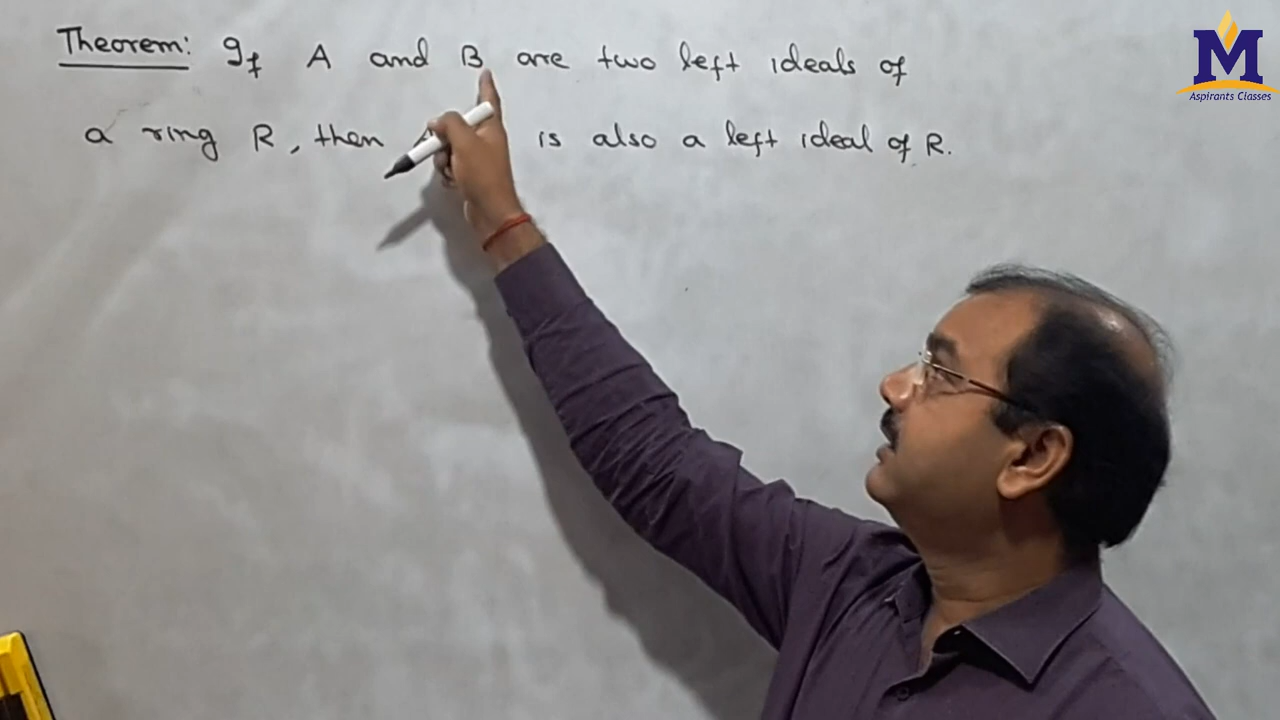 Theorem: If A and B are two left ideals of
a ring R, then is also a left ideal of R.
M
Aspirants Classes